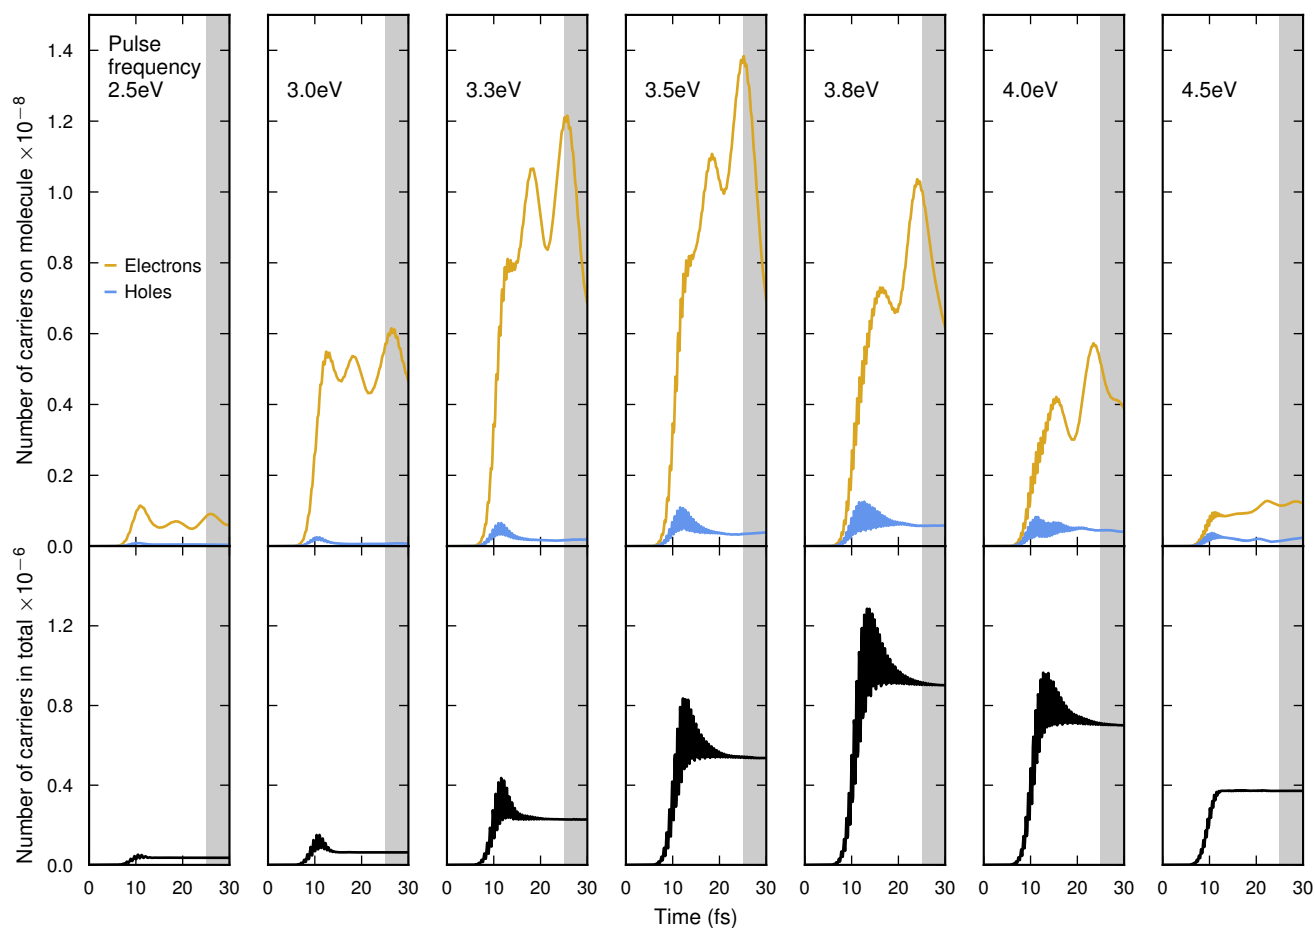 Number of carriers on molecule ×10⁻⁸
1.4
1.2
1.0
0.8
0.6
0.4
0.2
0.0
Pulse
frequency
2.5eV
3.0eV
3.3eV
3.5eV
3.8eV
4.0eV
4.5eV
Electrons
Holes
Number of carriers in total ×10⁻⁶
1.2
0.8
0.4
0.0
0 10 20 30
0 10 20 30
0 10 20 30
0 10 20 30
0 10 20 30
0 10 20 30
0 10 20 30
Time (fs)